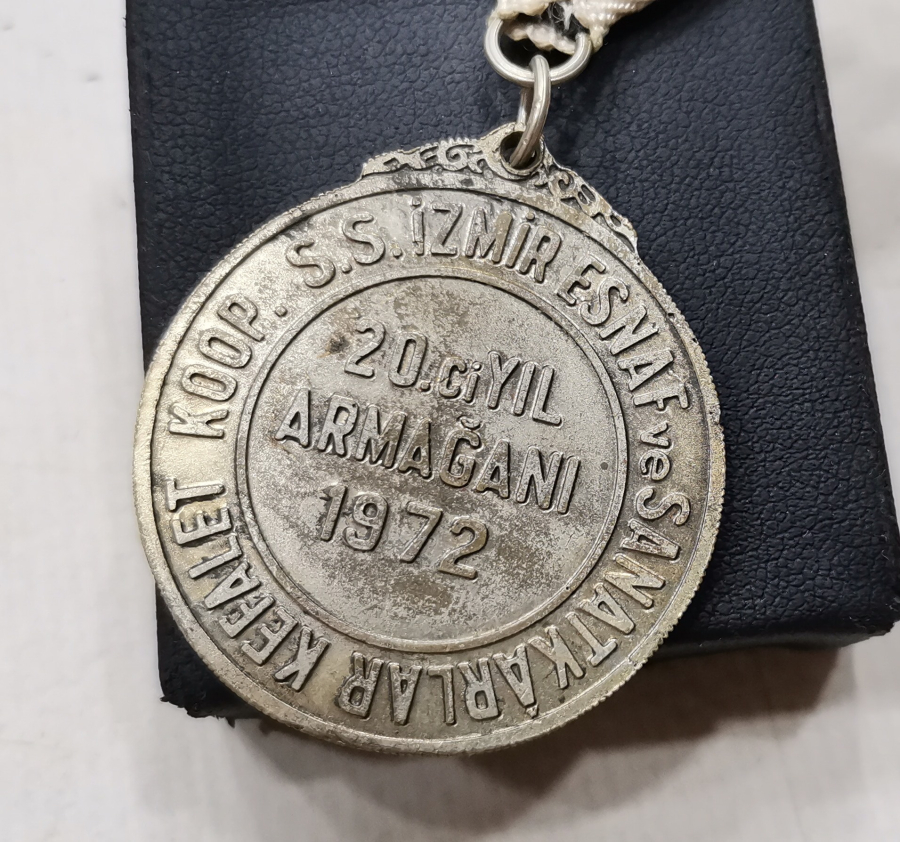 S.S. İZMİR ESNAF ve SANATKÂRLAR KEFALET KOOP.
20.ci YIL
ARMAĞANI
1972